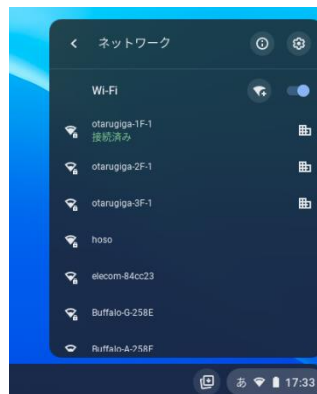 ネットワーク
Wi-Fi
otarugiga-1F-1
接続済み
otarugiga-2F-1
otarugiga-3F-1
hoso
elecom-84cc23
Buffalo-G-258E
Buffalo-A-258E
あ 17:33